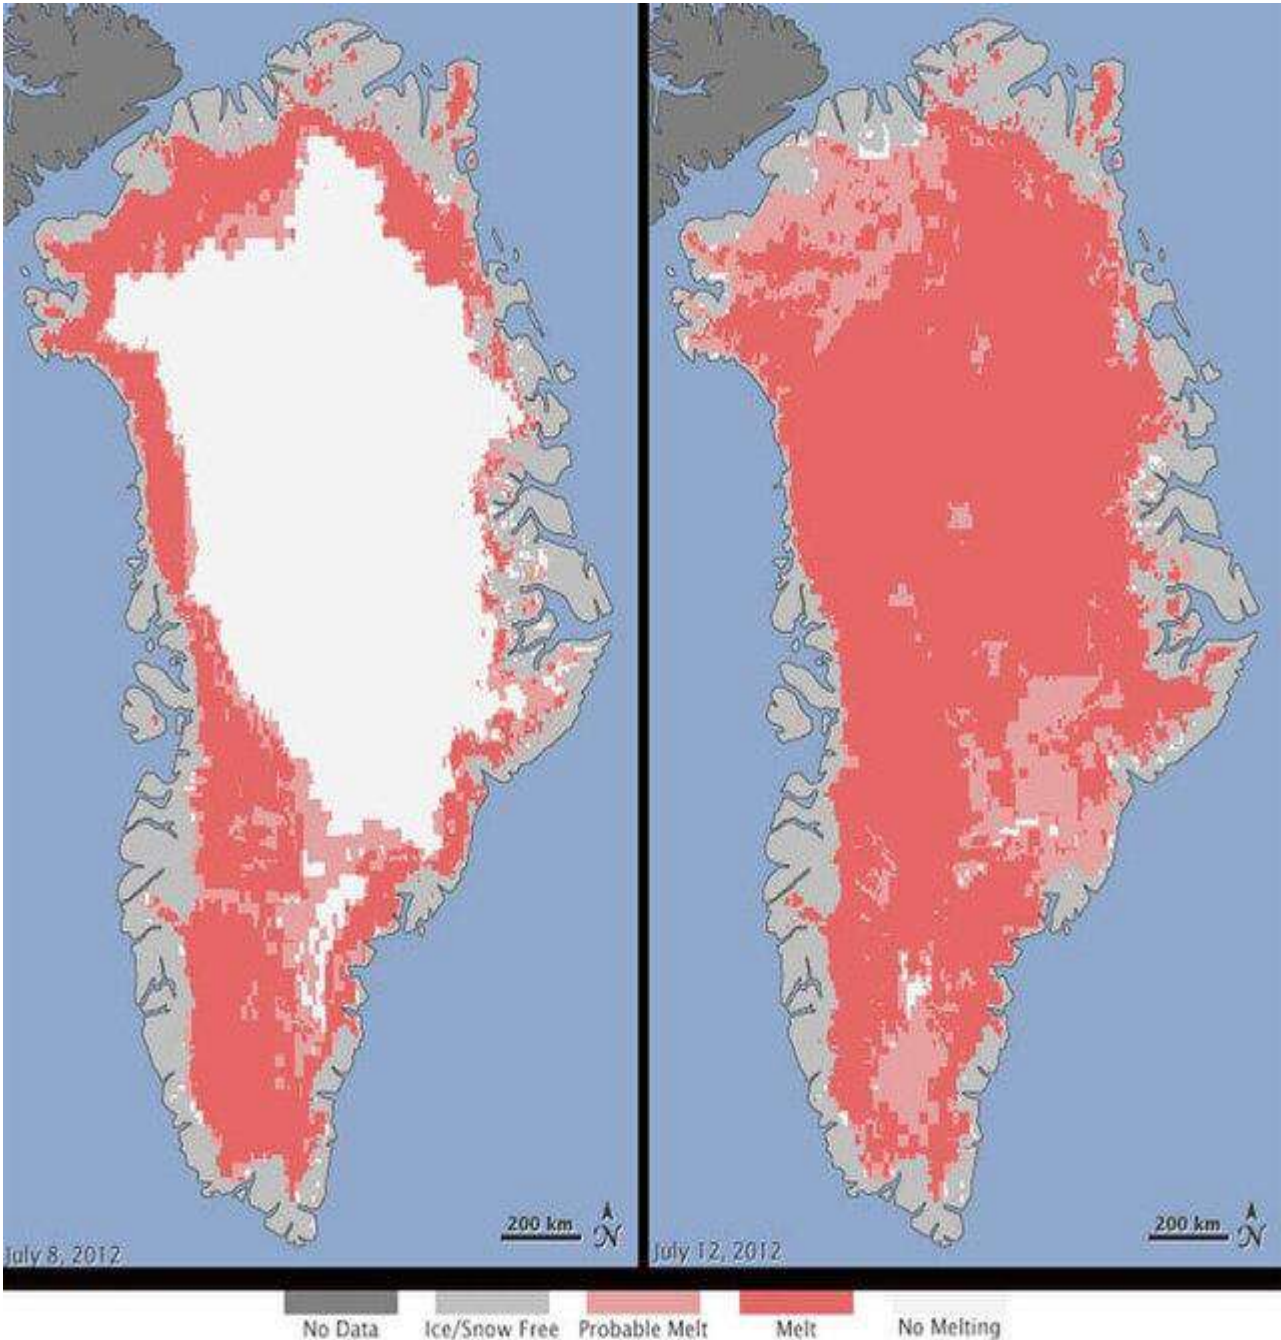 200 km N
200 km N
July 8, 2012
July 12, 2012
No Data
Ice/Snow Free
Probable Melt
Melt
No Melting